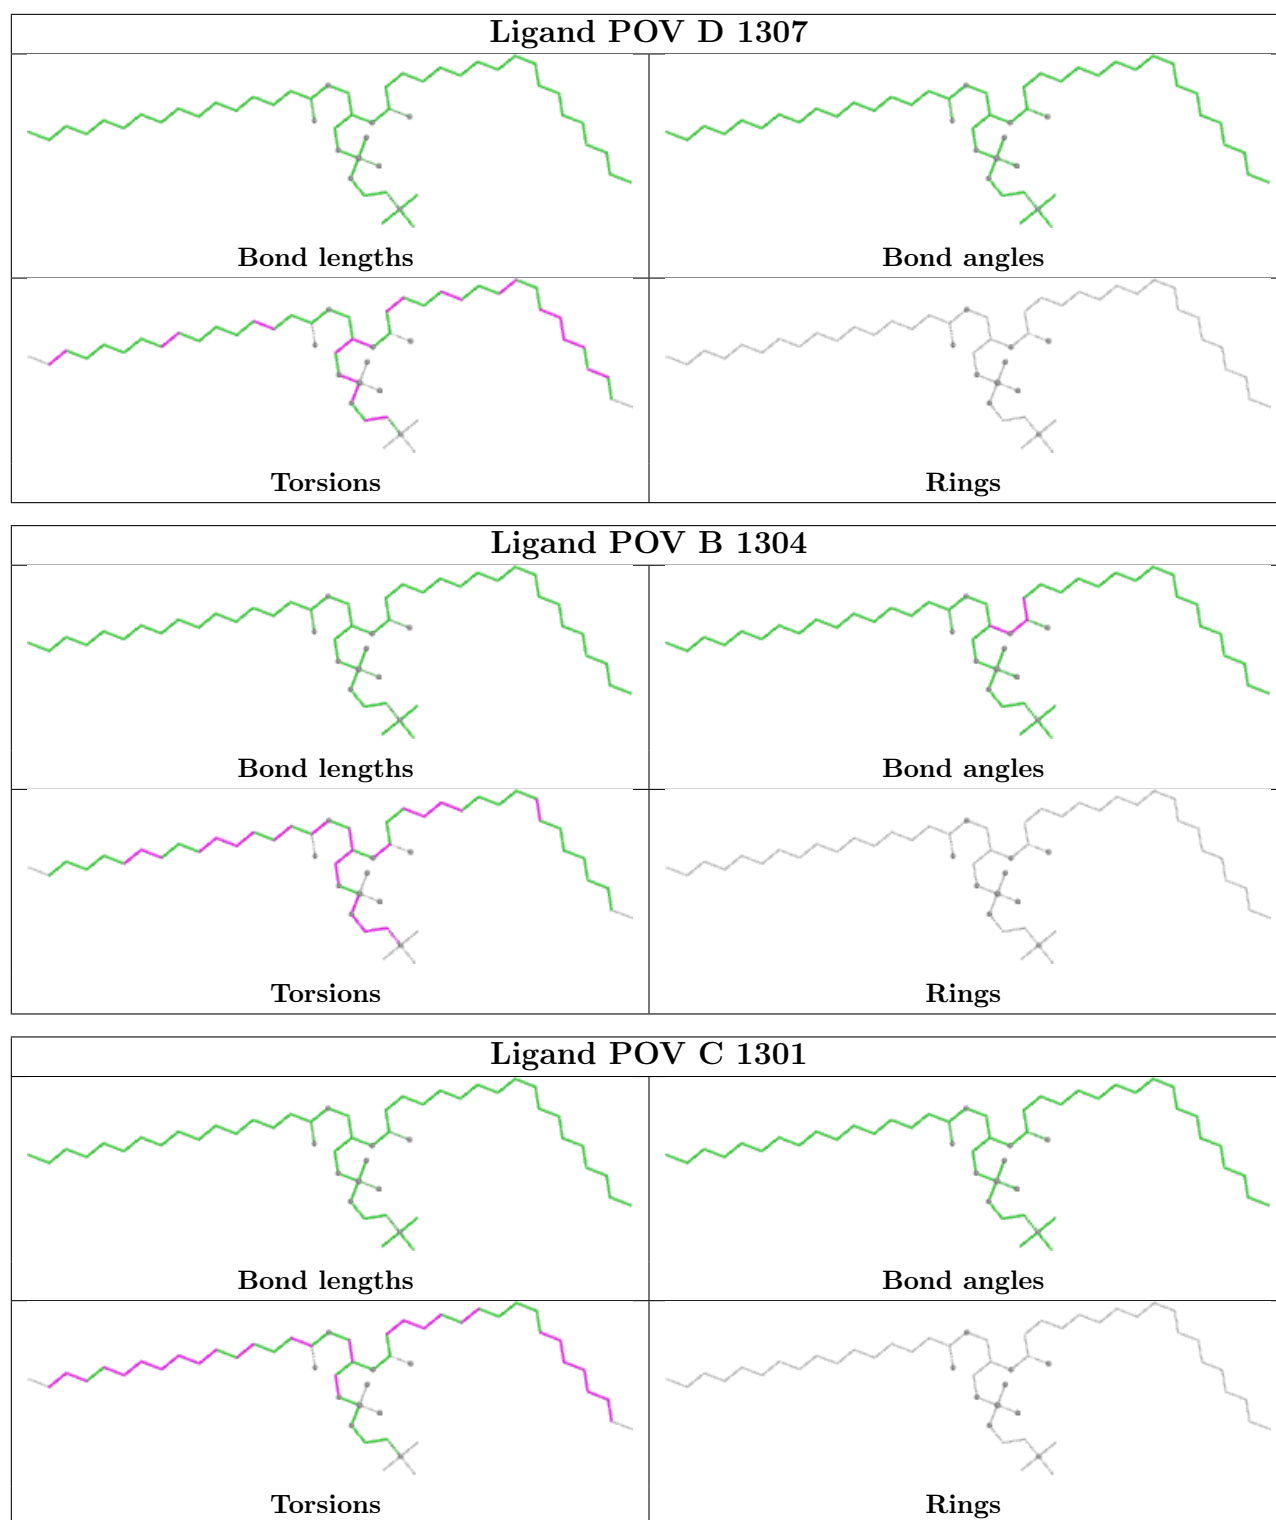 Ligand POV D 1307
Bond lengths
Bond angles
Torsions
Rings
Ligand POV B 1304
Bond lengths
Bond angles
Torsions
Rings
Ligand POV C 1301
Bond lengths
Bond angles
Torsions
Rings